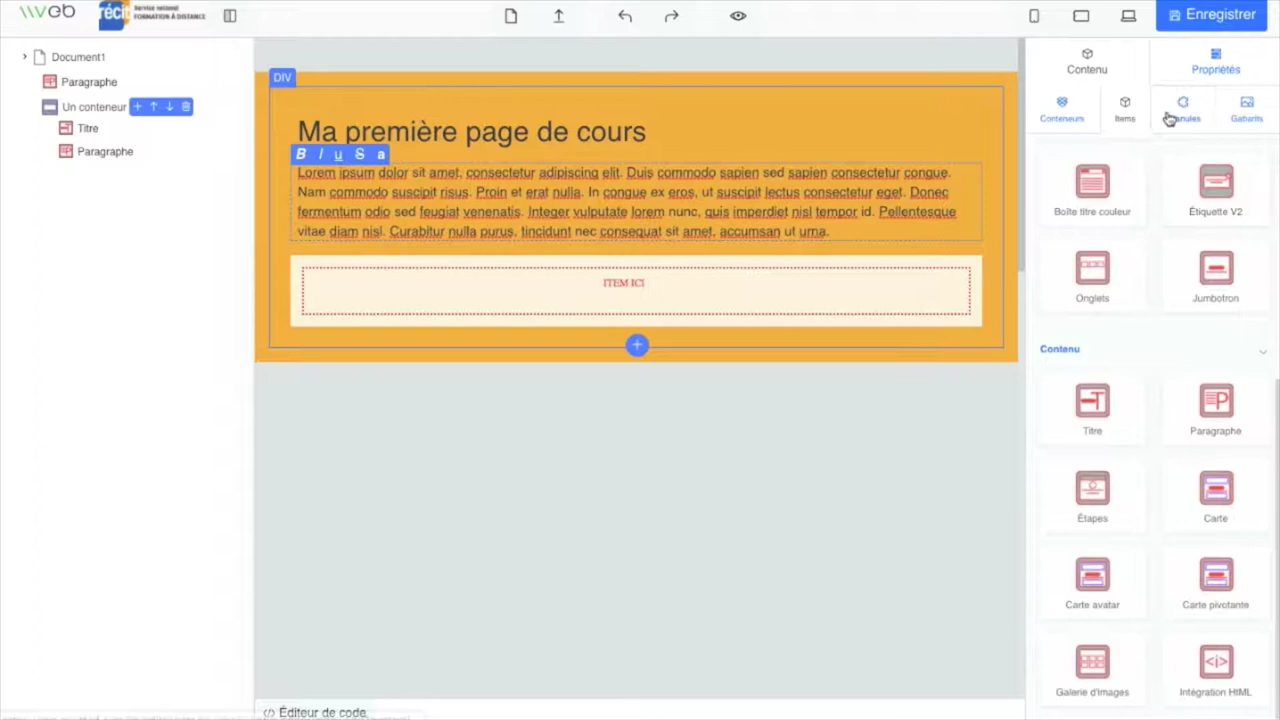 récit
Service national
FORMATION À DISTANCE
Enregistrer
Document1
Paragraphe
Un conteneur
Titre
Paragraphe
DIV
Ma première page de cours
B I u S a
Lorem ipsum dolor sit amet, consectetur adipiscing elit. Duis commodo sapien sed sapien consectetur congue.
Nam commodo suscipit risus. Proin et erat nulla. In congue ex eros, ut suscipit lectus consectetur eget. Donec
fermentum odio sed feugiat venenatis. Integer vulputate lorem nunc, quis imperdiet nisl tempor id. Pellentesque
vitae diam nisl. Curabitur nulla purus, tincidunt nec consequat sit amet, accumsan ut urna.
ITEM ICI
Éditeur de code
Contenu
Propriétés
Conteneurs
Items
Gabarits
Boîte titre couleur
Étiquette V2
Onglets
Jumbotron
Contenu
Titre
Paragraphe
Étapes
Carte
Carte avatar
Carte pivotante
Galerie d'images
Intégration HTML